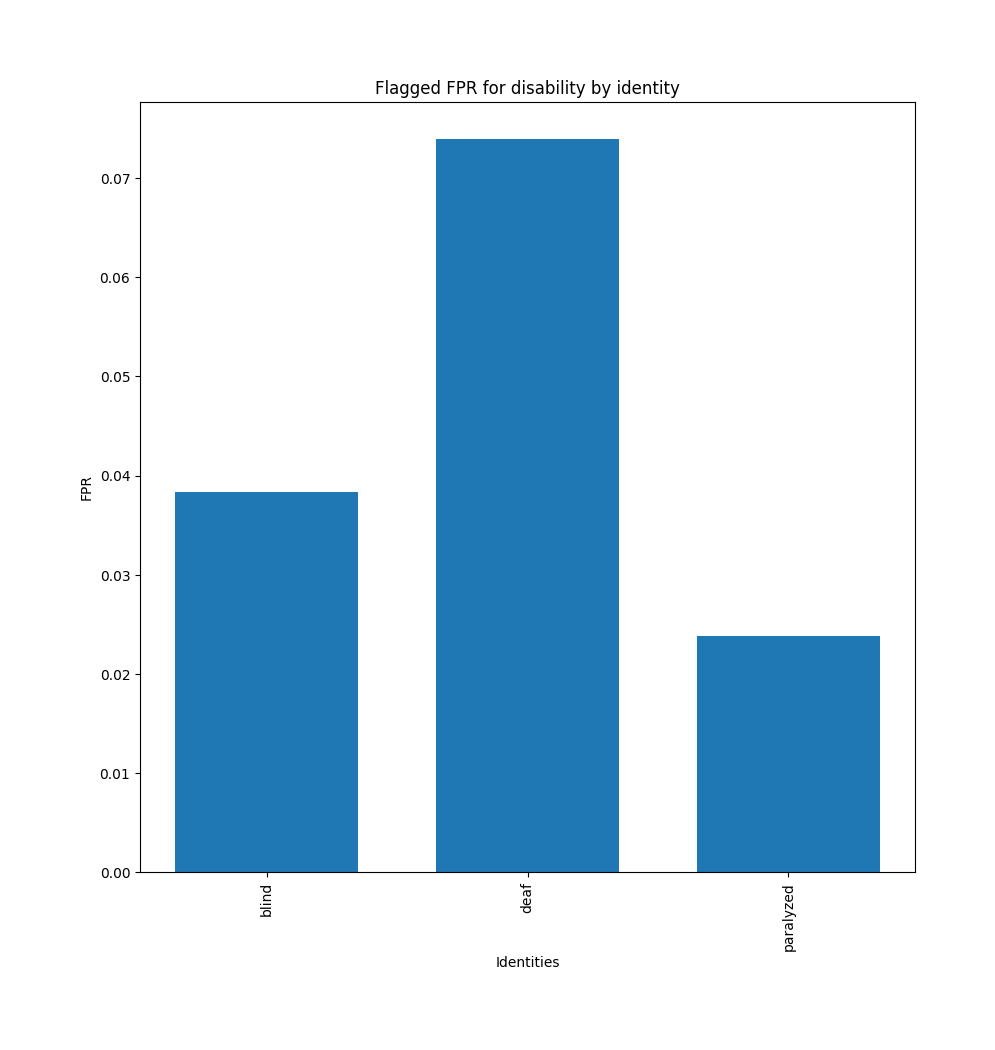 Flagged FPR for disability by identity
0.07
0.06
0.05
0.04
0.03
0.02
0.01
0.00
FPR
blind
deaf
paralyzed
Identities